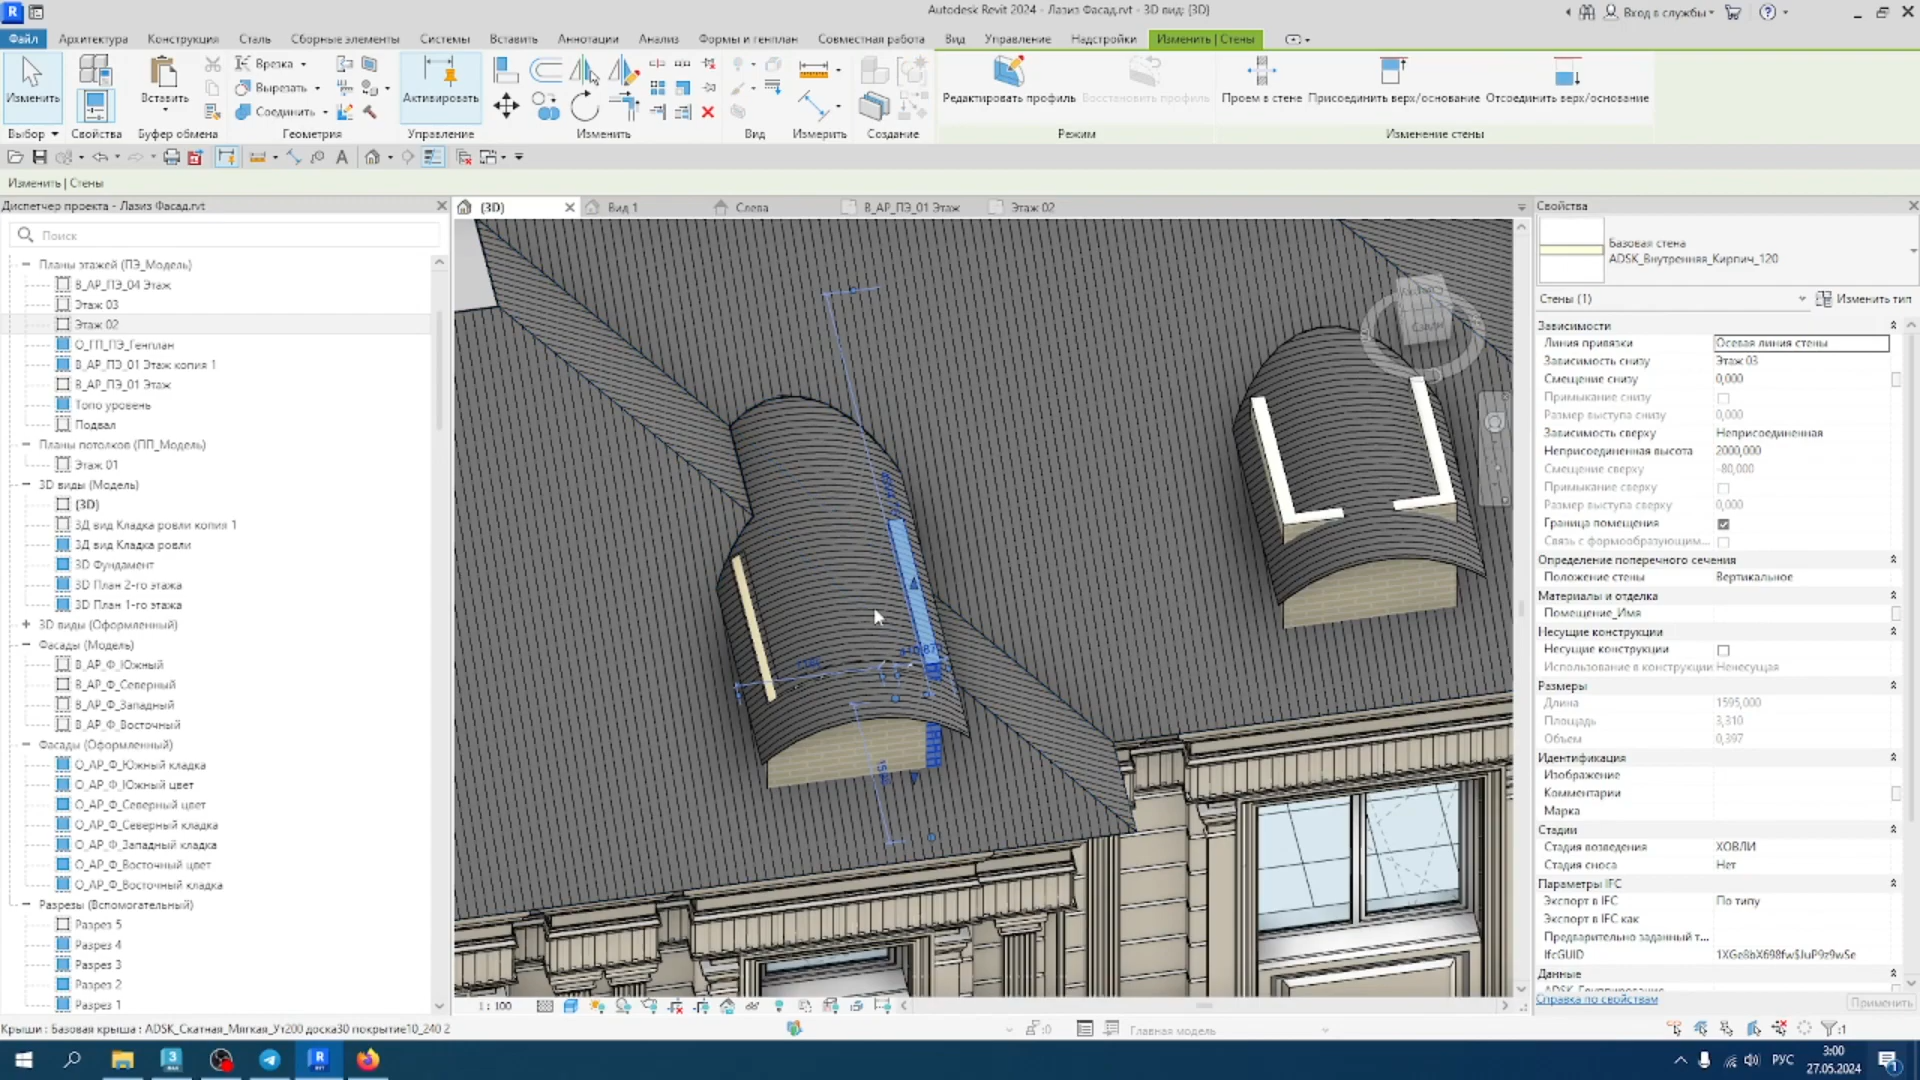 Autodesk Revit 2024 - Лазиз Фасад.rvt - 3D вид: {3D}
Вход в службы
Файл Архитектура Конструкция Сталь Сборные элементы Системы Вставить Аннотации Анализ Формы и генплан Совместная работа Вид Управление Надстройки Изменить | Стены
Изменить Вставить Врезка Вырезать Соединить Активировать Редактировать профиль Восстановить профиль Проем в стене Присоединить верх/основание Отсоединить верх/основание
Выбор Свойства Буфер обмена Геометрия Управление Изменить Вид Измерить Создание Режим Изменение стены
Изменить | Стены
Диспетчер проекта - Лазиз Фасад.rvt
Поиск
Планы этажей (ПЭ_Модель)
В_АР_ПЭ_04 Этаж
Этаж 03
Этаж 02
О_ГП_ПЭ_Генплан
В_АР_ПЭ_01 Этаж копия 1
В_АР_ПЭ_01 Этаж
Топо уровень
Подвал
Планы потолков (ПП_Модель)
Этаж 01
3D виды (Модель)
{3D}
3Д вид Кладка ровли копия 1
3Д вид Кладка ровли
3D Фундамент
3D План 2-го этажа
3D План 1-го этажа
3D виды (Оформленный)
Фасады (Модель)
В_АР_Ф_Южный
В_АР_Ф_Северный
В_АР_Ф_Западный
В_АР_Ф_Восточный
Фасады (Оформленный)
О_АР_Ф_Южный кладка
О_АР_Ф_Южный цвет
О_АР_Ф_Северный цвет
О_АР_Ф_Северный кладка
О_АР_Ф_Западный кладка
О_АР_Ф_Восточный цвет
О_АР_Ф_Восточный кладка
Разрезы (Вспомогательный)
Разрез 5
Разрез 4
Разрез 3
Разрез 2
Разрез 1
{3D} Вид 1 Слева В_АР_ПЭ_01 Этаж Этаж 02
1 : 100
Свойства
Базовая стена
ADSK_Внутренняя_Кирпич_120
Стены (1) Изменить тип
Зависимости
Линия привязки Осевая линия стены
Зависимость снизу Этаж 03
Смещение снизу 0,000
Примыкание снизу
Размер выступа снизу 0,000
Зависимость сверху Неприсоединенная
Неприсоединенная высота 2000,000
Смещение сверху -80,000
Примыкание сверху
Размер выступа сверху 0,000
Граница помещения
Связь с формообразующим...
Определение поперечного сечения
Положение стены Вертикальное
Материалы и отделка
Помещение_Имя
Несущие конструкции
Несущие конструкции
Использование в конструкции Ненесущая
Размеры
Длина 1595,000
Площадь 3,310
Объем 0,397
Идентификация
Изображение
Комментарии
Марка
Стадии
Стадия возведения ХОВЛИ
Стадия сноса Нет
Параметры IFC
Экспорт в IFC По типу
Экспорт в IFC как
Предварительно заданный т...
IfcGUID 1XGe8bX698fw$JuP9z9wSe
Данные
Справка по свойствам Применить
Крыши : Базовая крыша : ADSK_Скатная_Мягкая_Ут200 доска30 покрытие10_240 2
:0 Главная модель :1
РУС
3:00
27.05.2024